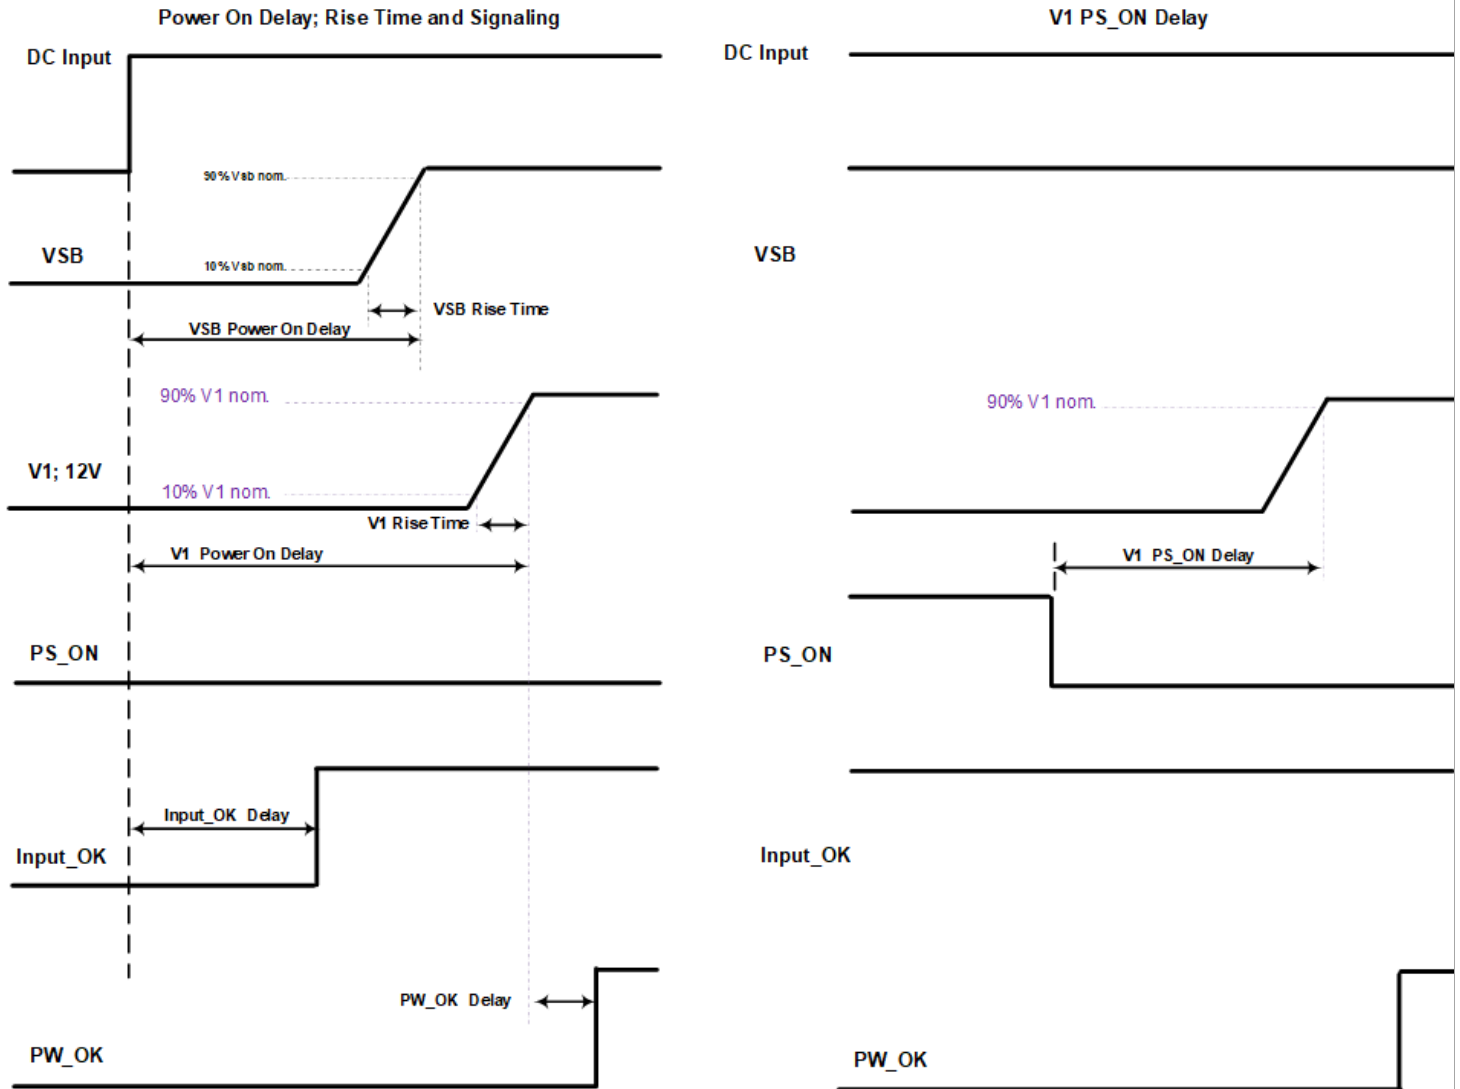 Power On Delay; Rise Time and Signaling
DC Input
90% Vsb nom.
VSB
10% Vsb nom.
VSB Rise Time
VSB Power On Delay
90% V1 nom.
V1; 12V
10% V1 nom.
V1 Rise Time
V1 Power On Delay
PS_ON
Input_OK Delay
Input_OK
PW_OK Delay
PW_OK
V1 PS_ON Delay
DC Input
VSB
90% V1 nom.
V1 PS_ON Delay
PS_ON
Input_OK
PW_OK